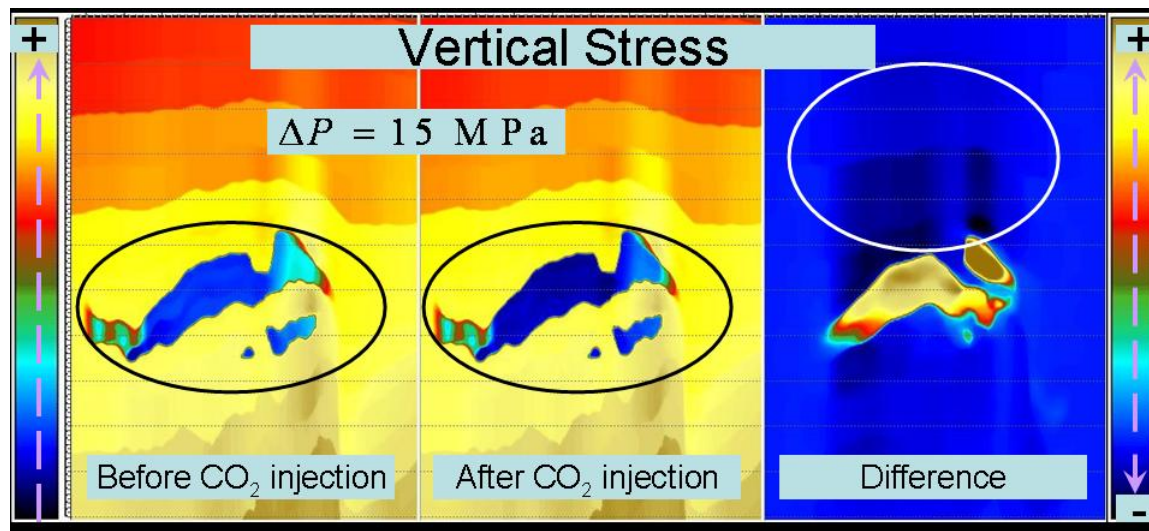 +
Vertical Stress
+
ΔP = 15 MPa
Before CO₂ injection
After CO₂ injection
Difference
-